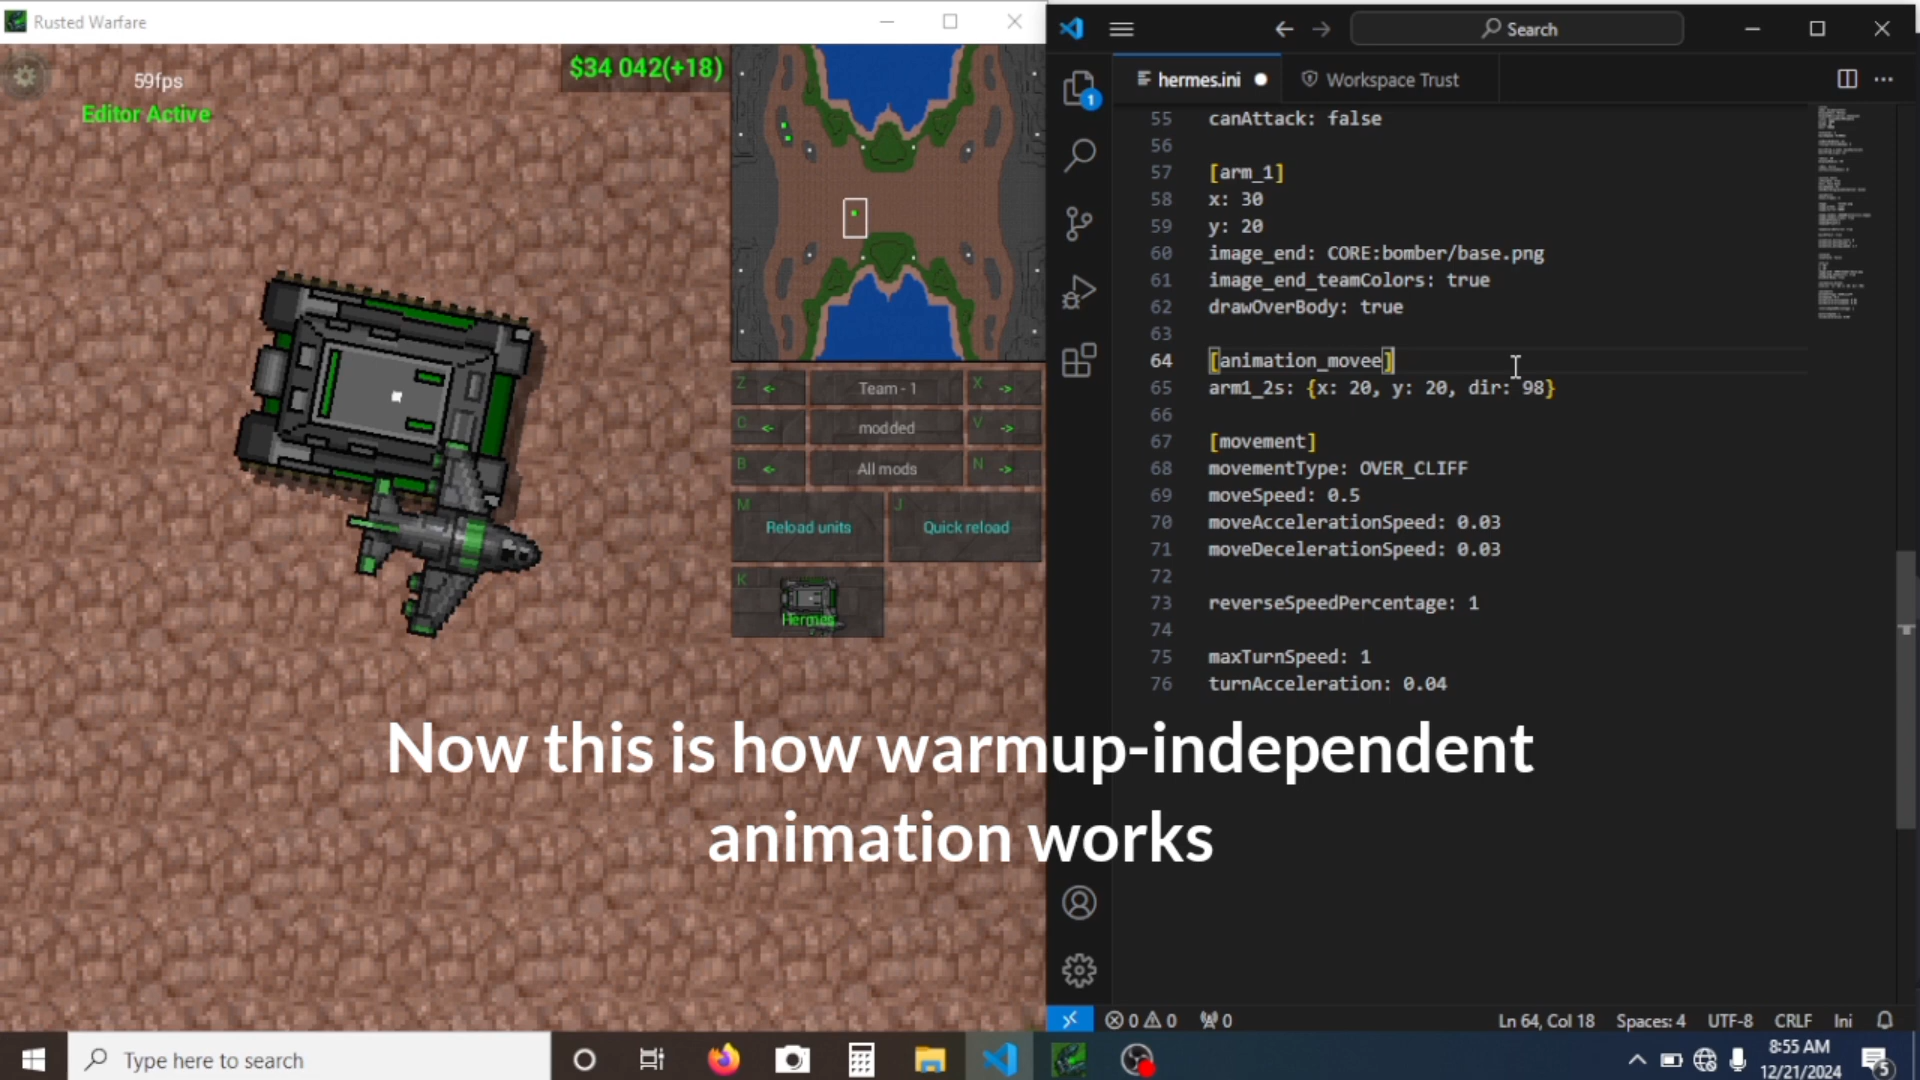 Rusted Warfare
59fps
Editor Active
$34 042(+18)
Z <- Team - 1 X ->
C <- modded V ->
B <- All mods N ->
M Reload units
J Quick reload
K Hermes
Search
hermes.ini
Workspace Trust
1
55 canAttack: false
56
57 [arm_1]
58 x: 30
59 y: 20
60 image_end: CORE:bomber/base.png
61 image_end_teamColors: true
62 drawOverBody: true
63
64 [animation_movee]
65 arm1_2s: {x: 20, y: 20, dir: 98}
66
67 [movement]
68 movementType: OVER_CLIFF
69 moveSpeed: 0.5
70 moveAccelerationSpeed: 0.03
71 moveDecelerationSpeed: 0.03
72
73 reverseSpeedPercentage: 1
74
75 maxTurnSpeed: 1
76 turnAcceleration: 0.04
Now this is how warmup-independent
animation works
0 0 0
Ln 64, Col 18 Spaces: 4 UTF-8 CRLF Ini
Type here to search
8:55 AM
12/21/2024
5